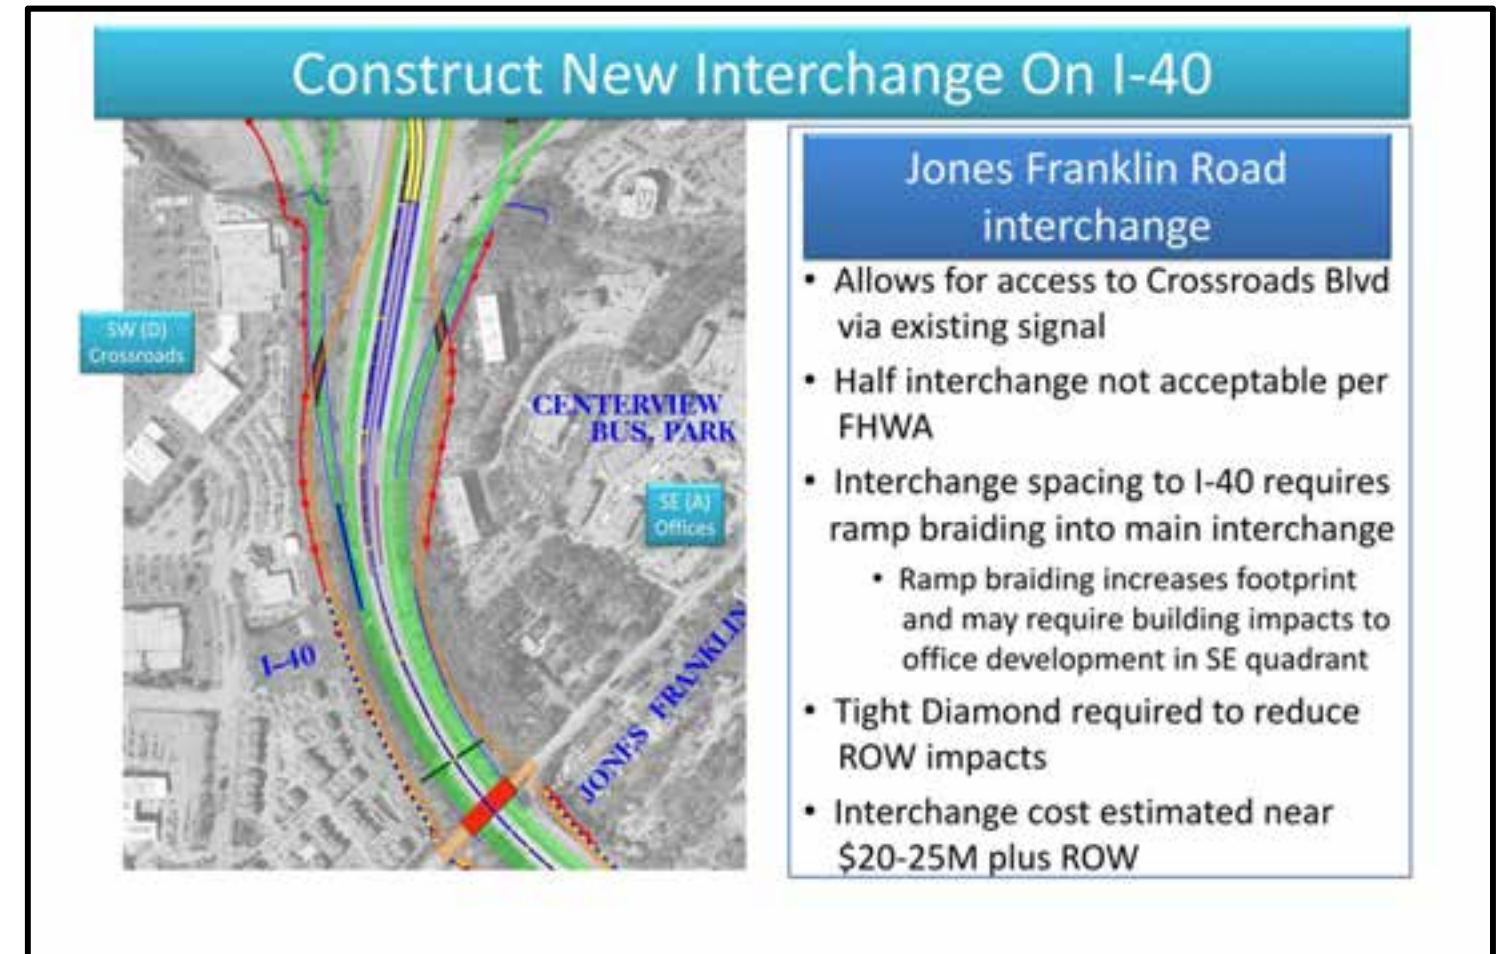 Construct New Interchange On I-40
Jones Franklin Road
interchange
SW (D)
Crossroads
CENTERVIEW
BUS. PARK
SE (A)
Offices
I-40
JONES FRANKLIN
• Allows for access to Crossroads Blvd
via existing signal
• Half interchange not acceptable per
FHWA
• Interchange spacing to I-40 requires
ramp braiding into main interchange
• Ramp braiding increases footprint
and may require building impacts to
office development in SE quadrant
• Tight Diamond required to reduce
ROW impacts
• Interchange cost estimated near
$20-25M plus ROW